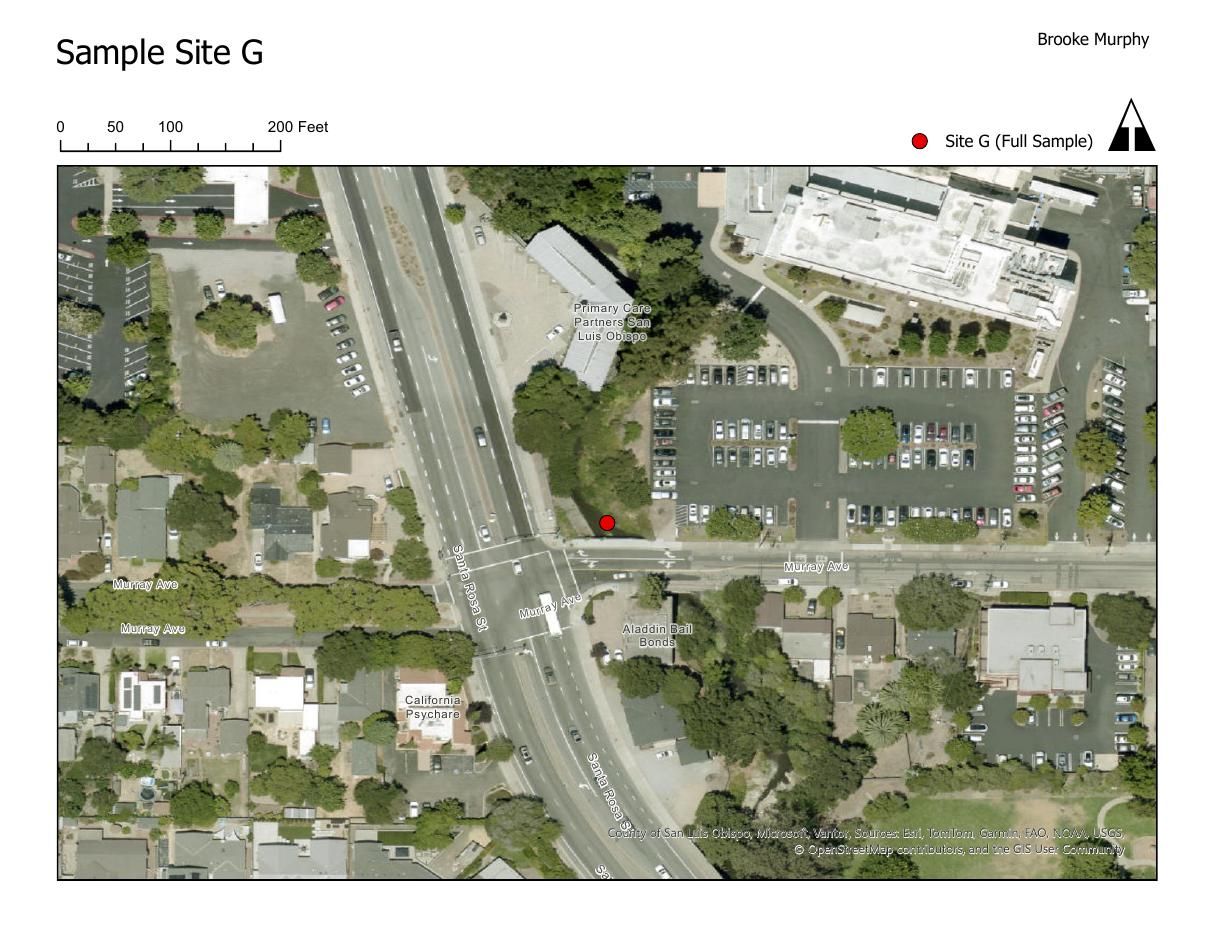 Sample Site G
Brooke Murphy
0 50 100 200 Feet
Site G (Full Sample)
Primary Care
Partners San
Luis Obispo
Santa Rosa St
Murray Ave
Murray Ave
Murray Ave
Murray Ave
Aladdin Bail
Bonds
California
Psychare
Santa Rosa St
Sa
County of San Luis Obispo, Microsoft, Vantor, Sources: Esri, TomTom, Garmin, FAO, NOAA, USGS,
© OpenStreetMap contributors, and the GIS User Community